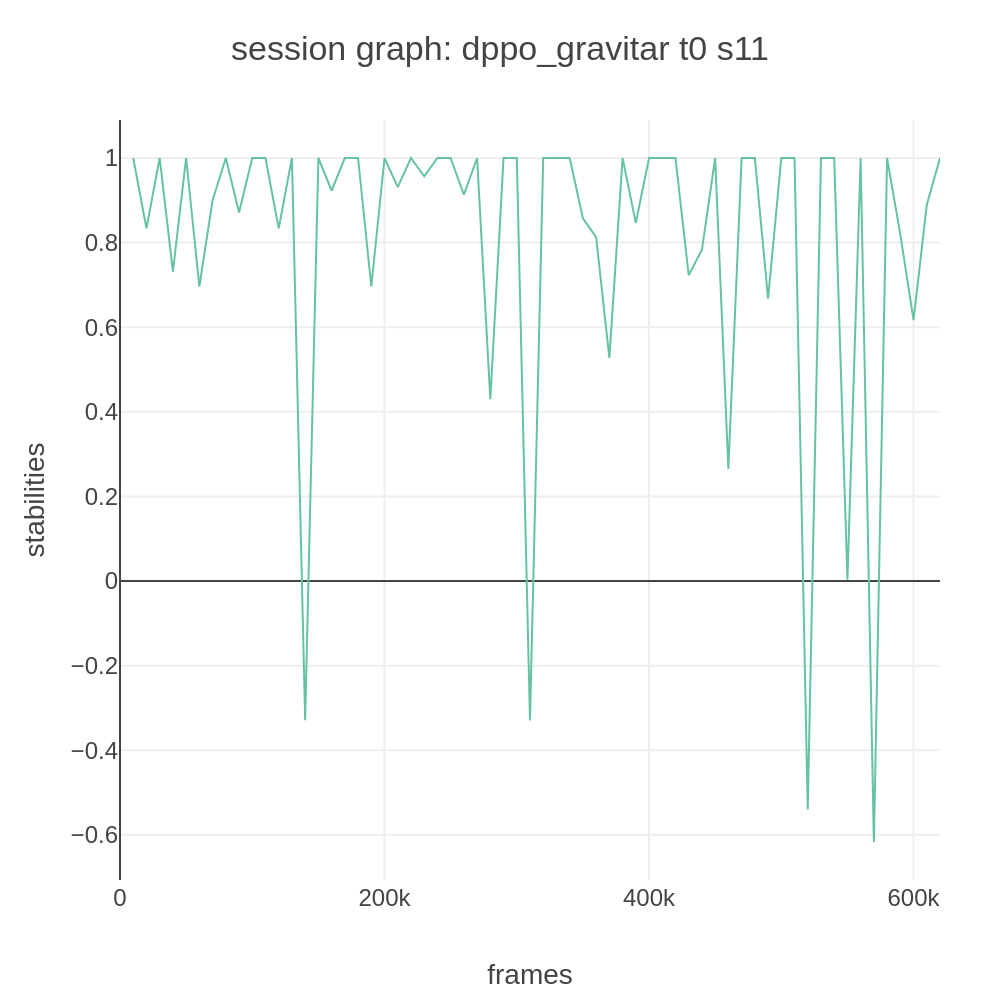 session graph: dppo_gravitar t0 s11
1
0.8
0.6
0.4
0.2
0
−0.2
−0.4
−0.6
stabilities
0
200k
400k
600k
frames